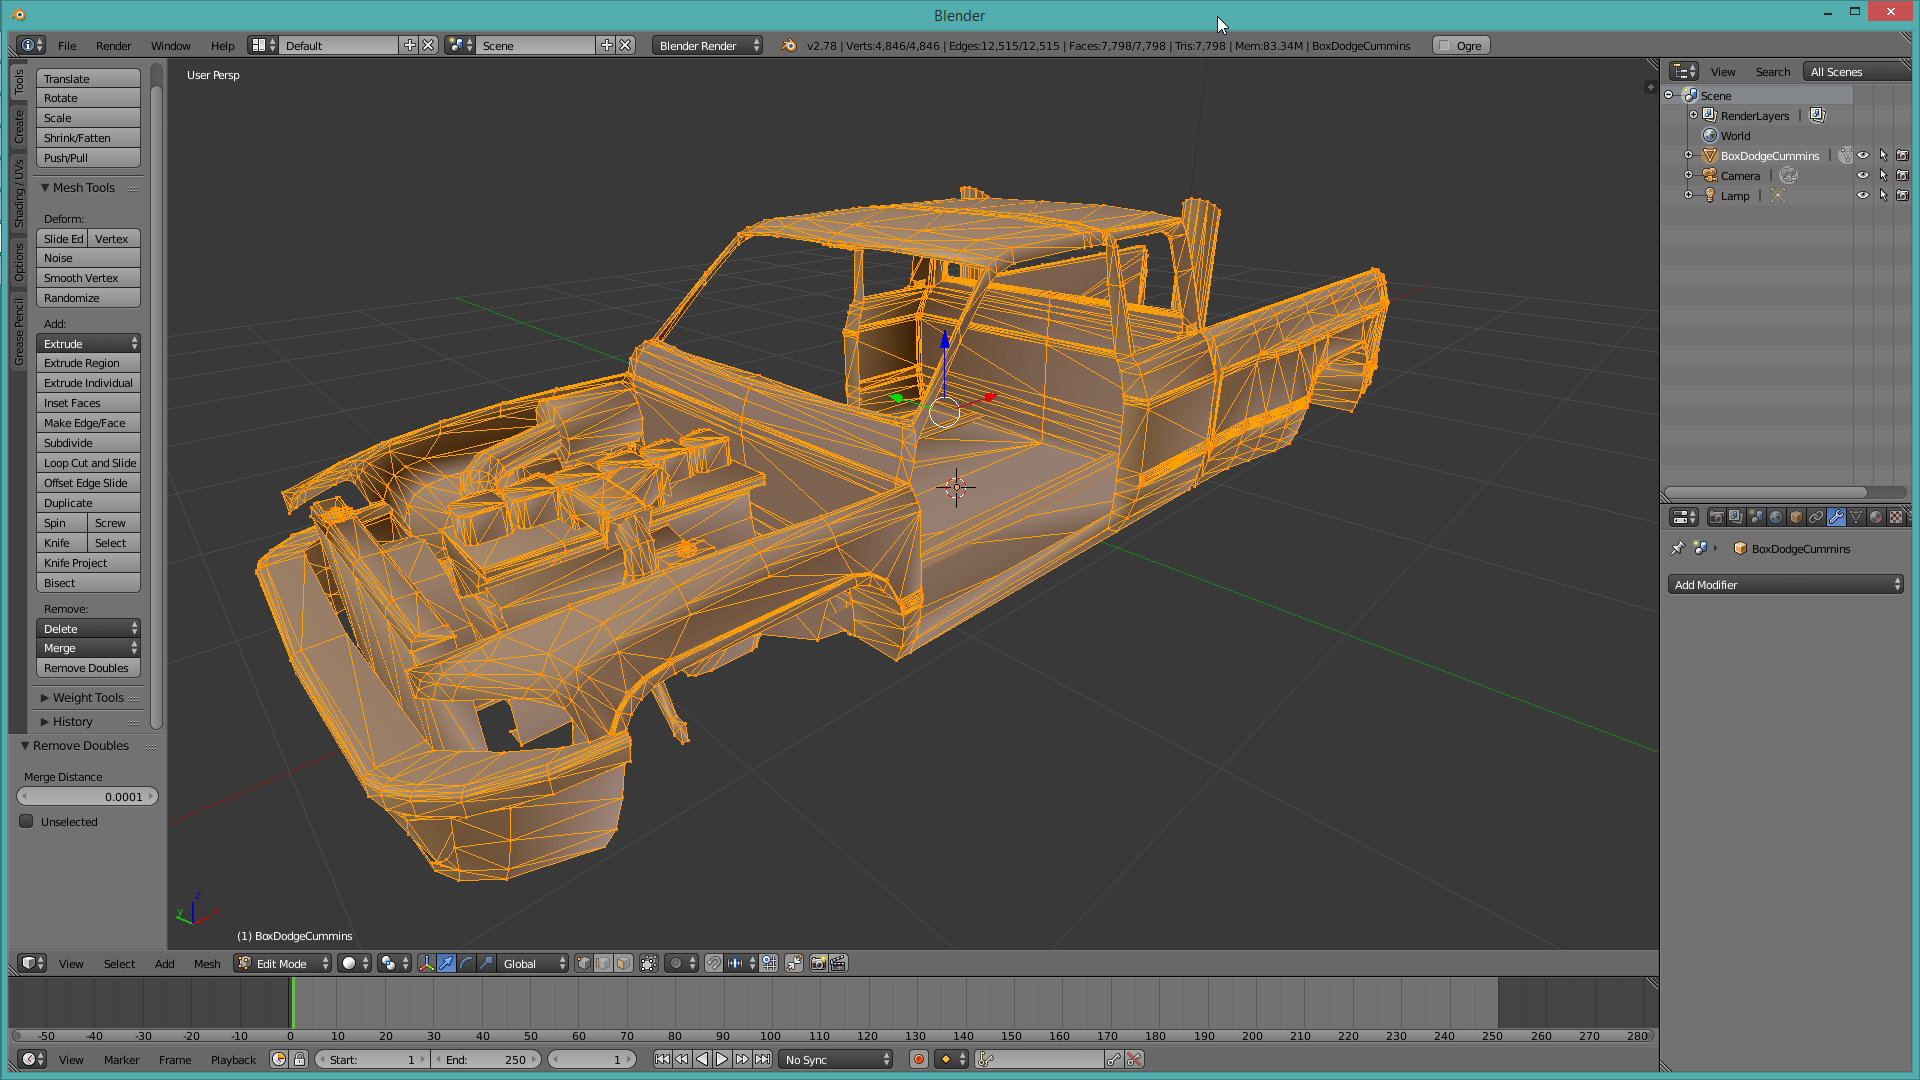 Blender
File Render Window Help Default Scene Blender Render v2.78 | Verts:4,846/4,846 | Edges:12,515/12,515 | Faces:7,798/7,798 | Tris:7,798 | Mem:83.34M | BoxDodgeCummins Ogre
User Persp
Tools
Create
Shading / UVs
Options
Grease Pencil
Translate
Rotate
Scale
Shrink/Fatten
Push/Pull
Mesh Tools
Deform:
Slide Ed Vertex
Noise
Smooth Vertex
Randomize
Add:
Extrude
Extrude Region
Extrude Individual
Inset Faces
Make Edge/Face
Subdivide
Loop Cut and Slide
Offset Edge Slide
Duplicate
Spin Screw
Knife Select
Knife Project
Bisect
Remove:
Delete
Merge
Remove Doubles
Weight Tools
History
Remove Doubles
Merge Distance
0.0001
Unselected
z
y x
(1) BoxDodgeCummins
View Search All Scenes
Scene
RenderLayers |
World
BoxDodgeCummins |
Camera |
Lamp |
BoxDodgeCummins
Add Modifier
View Select Add Mesh Edit Mode Global
-50 -40 -30 -20 -10 0 10 20 30 40 50 60 70 80 90 100 110 120 130 140 150 160 170 180 190 200 210 220 230 240 250 260 270 280
View Marker Frame Playback Start: 1 End: 250 1 No Sync